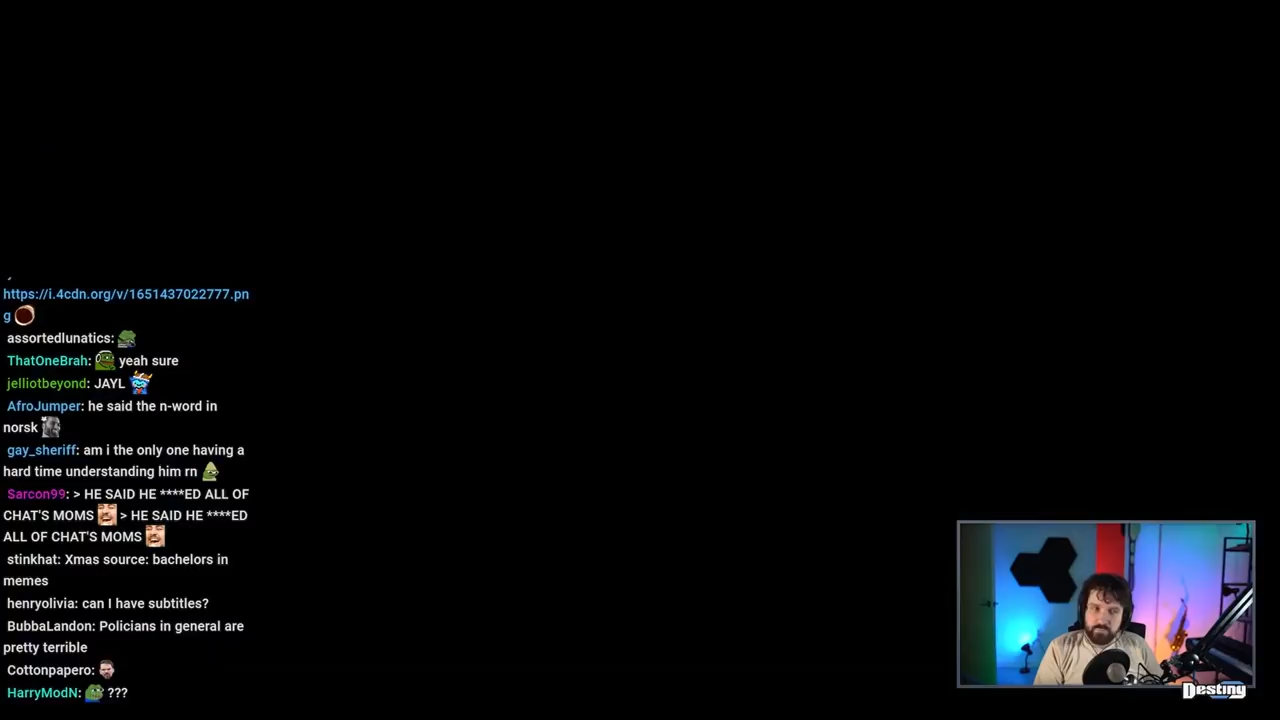 https://i.4cdn.org/v/1651437022777.pn
g
assortedlunatics:
ThatOneBrah: yeah sure
jelliotbeyond: JAYL
AfroJumper: he said the n-word in
norsk
gay_sheriff: am i the only one having a
hard time understanding him rn
Sarcon99: > HE SAID HE ****ED ALL OF
CHAT'S MOMS > HE SAID HE ****ED
ALL OF CHAT'S MOMS
stinkhat: Xmas source: bachelors in
memes
henryolivia: can I have subtitles?
BubbaLandon: Policians in general are
pretty terrible
Cottonpapero:
HarryModN: ???
Destiny